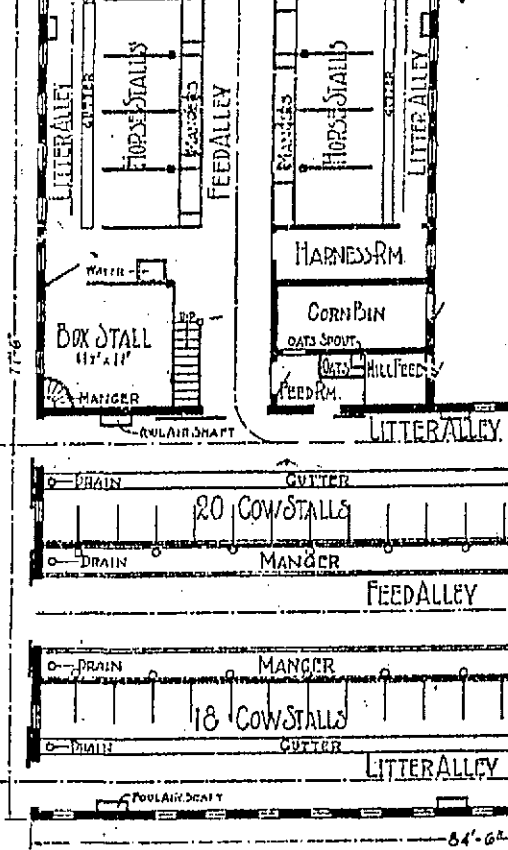 LITTER ALLEY
GUTTER
HORSE STALLS
MANGERS
FEED ALLEY
MANGERS
HORSE STALLS
GUTTER
LITTER ALLEY
HARNESS RM.
WATER
CORN BIN
UP
BOX STALL
OATS SPOUT
OATS
MILL FEED
FEED RM.
MANGER
FOUL AIR SHAFT
LITTER ALLEY
77'-6"
DRAIN
GUTTER
20 COW STALLS
DRAIN
MANGER
FEED ALLEY
DRAIN
MANGER
18 COW STALLS
DRAIN
GUTTER
LITTER ALLEY
FOUL AIR SHAFT
84'-6"